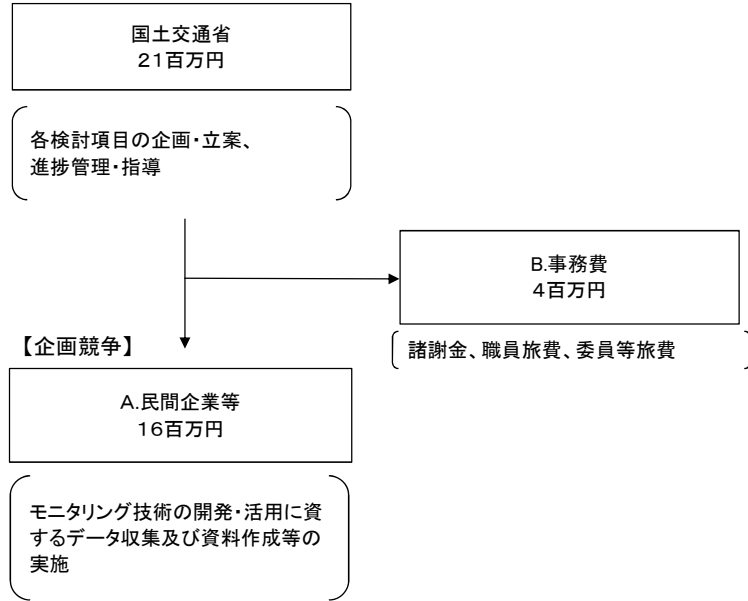 国土交通省
21百万円
各検討項目の企画・立案、
進捗管理・指導
B.事務費
4百万円
諸謝金、職員旅費、委員等旅費
【企画競争】
A.民間企業等
16百万円
モニタリング技術の開発・活用に資
するデータ収集及び資料作成等の
実施